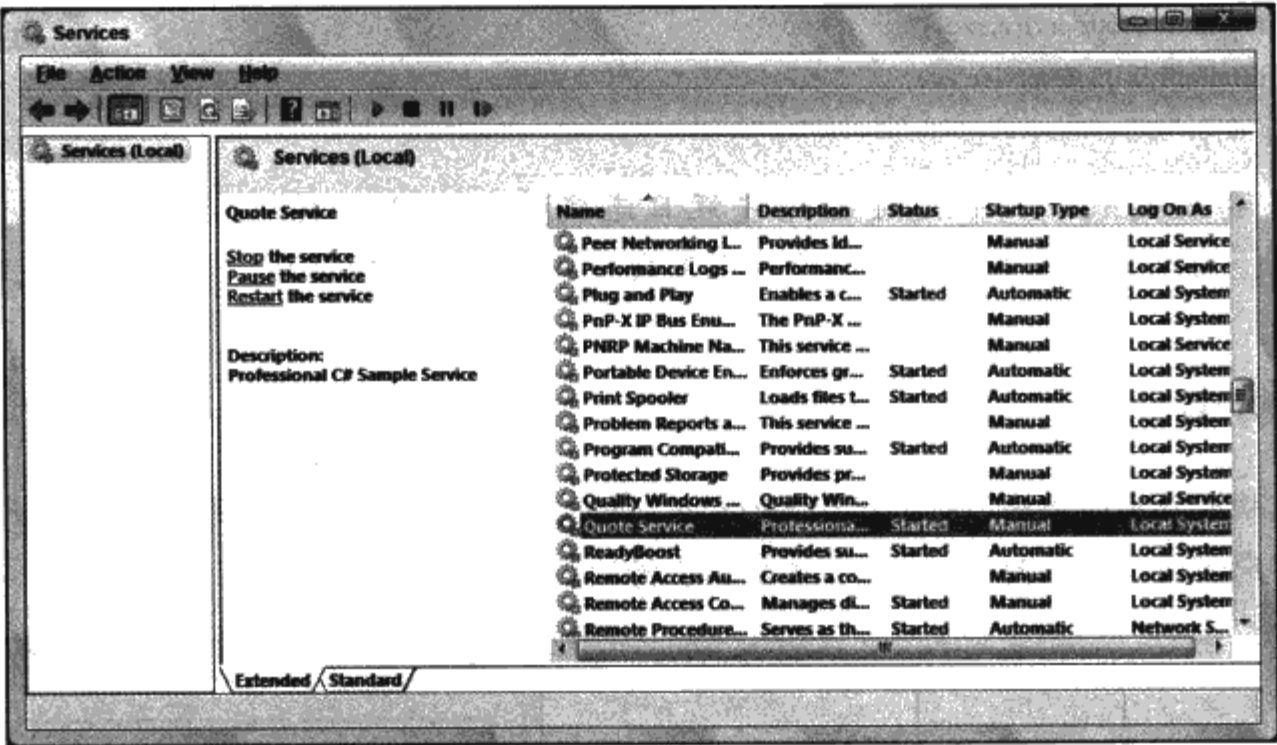 Services
File Action View Help
Services (Local)
Services (Local)
Quote Service
Stop the service
Pause the service
Restart the service
Description:
Professional C# Sample Service
Name Description Status Startup Type Log On As
Peer Networking I... Provides Id... Manual Local Service
Performance Logs ... Performanc... Manual Local Service
Plug and Play Enables a c... Started Automatic Local System
PnP-X IP Bus Enu... The PnP-X ... Manual Local System
PNRP Machine Na... This service ... Manual Local Service
Portable Device En... Enforces gr... Started Automatic Local System
Print Spooler Loads files t... Started Automatic Local System
Problem Reports a... This service ... Manual Local System
Program Compati... Provides su... Started Automatic Local System
Protected Storage Provides pr... Manual Local System
Quality Windows ... Quality Win... Manual Local Service
Quote Service Professiona... Started Manual Local System
ReadyBoost Provides su... Started Automatic Local System
Remote Access Au... Creates a co... Manual Local System
Remote Access Co... Manages di... Started Manual Local System
Remote Procedure... Serves as th... Started Automatic Network S...
Extended Standard